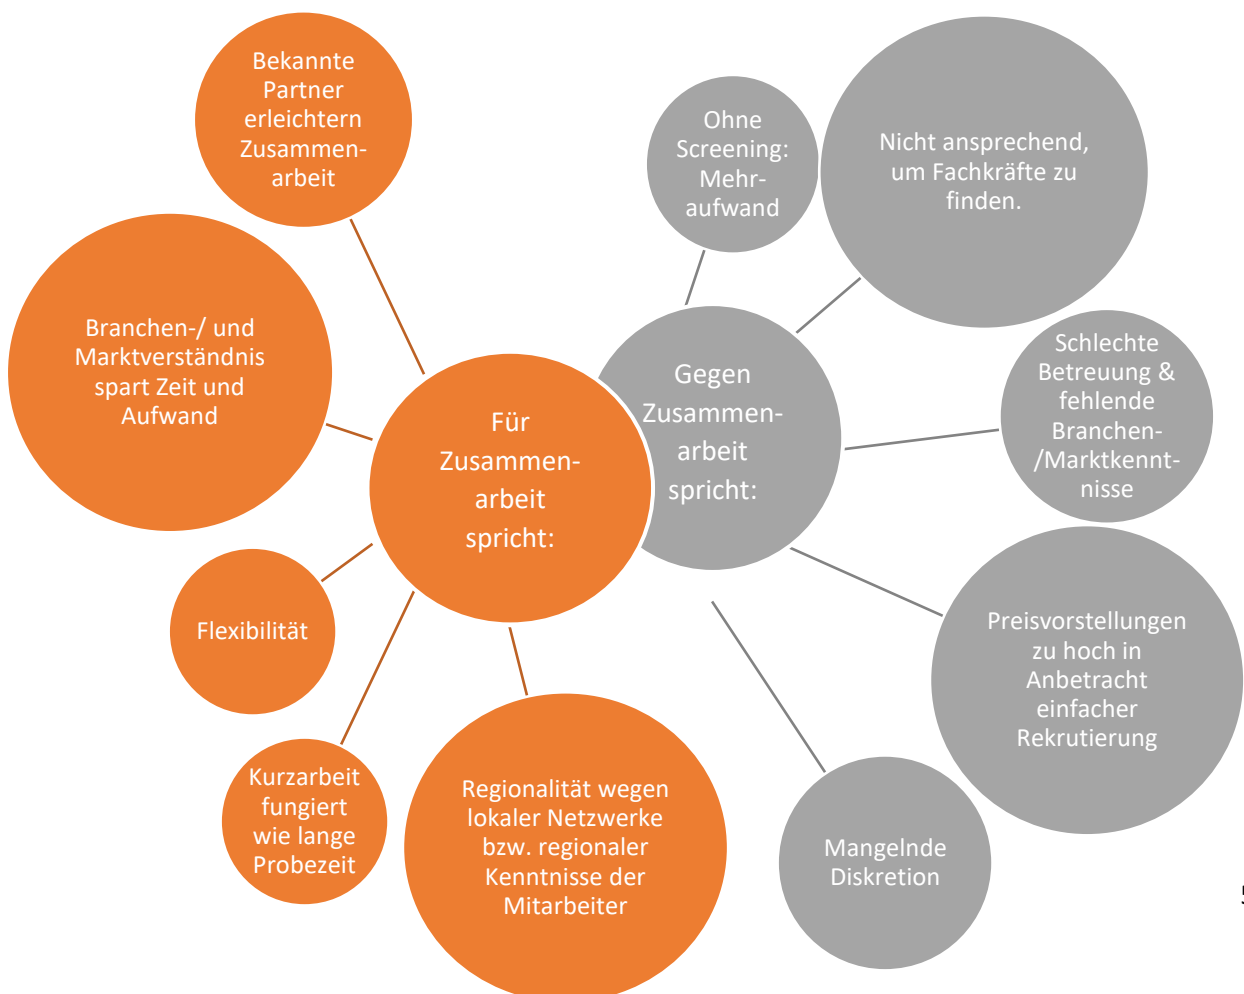 Bekannte
Partner
erleichtern
Zusammen-
arbeit
Branchen-/ und
Marktverständnis
spart Zeit und
Aufwand
Für
Zusammen-
arbeit
spricht:
Flexibilität
Kurzarbeit
fungiert
wie lange
Probezeit
Regionalität wegen
lokaler Netzwerke
bzw. regionaler
Kenntnisse der
Mitarbeiter
Ohne
Screening:
Mehr-
aufwand
Nicht ansprechend,
um Fachkräfte zu
finden.
Gegen
Zusammen-
arbeit
spricht:
Schlechte
Betreuung &
fehlende
Branchen-
/Marktkennt-
nisse
Preisvorstellungen
zu hoch in
Anbetracht
einfacher
Rekrutierung
Mangelnde
Diskretion